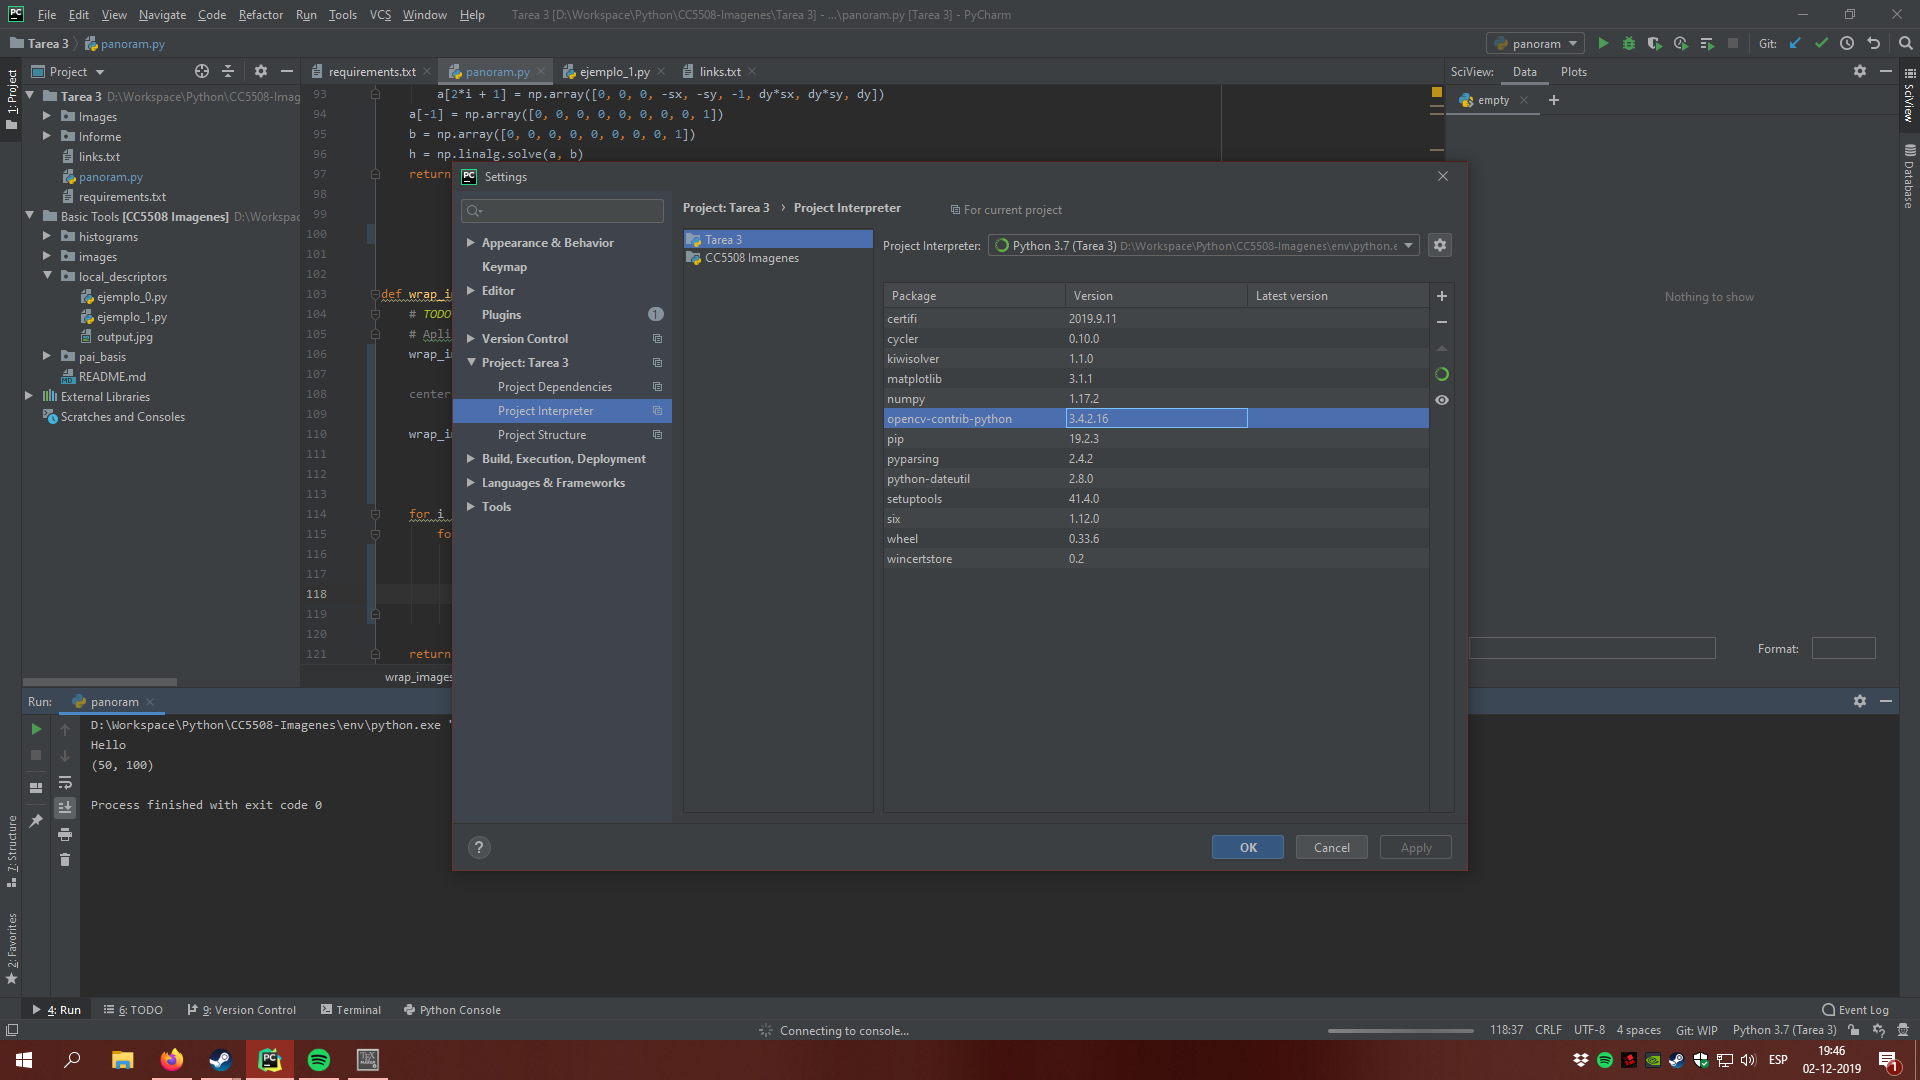 File Edit View Navigate Code Refactor Run Tools VCS Window Help Tarea 3 [D:\Workspace\Python\CC5508-Imagenes\Tarea 3] - ...\panoram.py [Tarea 3] - PyCharm
Tarea 3 panoram.py
panoram Git:
1: Project
Project
requirements.txt panoram.py ejemplo_1.py links.txt
SciView: Data Plots
Tarea 3 D:\Workspace\Python\CC5508-Imag
Images
Informe
links.txt
panoram.py
requirements.txt
Basic Tools [CC5508 Imagenes] D:\Workspac
histograms
images
local_descriptors
ejemplo_0.py
ejemplo_1.py
output.jpg
pai_basis
README.md
External Libraries
Scratches and Consoles
93 a[2*i + 1] = np.array([0, 0, 0, -sx, -sy, -1, dy*sx, dy*sy, dy])
94 a[-1] = np.array([0, 0, 0, 0, 0, 0, 0, 0, 1])
95 b = np.array([0, 0, 0, 0, 0, 0, 0, 0, 1])
96 h = np.linalg.solve(a, b)
97 return
98
99
100
101
102
103 def wrap_im
104 # TODO
105 # Apli
106 wrap_im
107
108 center
109
110 wrap_im
111
112
113
114 for i
115 fo
116
117
118
119
120
121 return
wrap_images
empty
SciView
Database
Nothing to show
Format:
Settings
Appearance & Behavior
Keymap
Editor
Plugins 1
Version Control
Project: Tarea 3
Project Dependencies
Project Interpreter
Project Structure
Build, Execution, Deployment
Languages & Frameworks
Tools
Project: Tarea 3 › Project Interpreter For current project
Tarea 3
CC5508 Imagenes
Project Interpreter: Python 3.7 (Tarea 3) D:\Workspace\Python\CC5508-Imagenes\env\python.e
Package Version Latest version
certifi 2019.9.11
cycler 0.10.0
kiwisolver 1.1.0
matplotlib 3.1.1
numpy 1.17.2
opencv-contrib-python 3.4.2.16
pip 19.2.3
pyparsing 2.4.2
python-dateutil 2.8.0
setuptools 41.4.0
six 1.12.0
wheel 0.33.6
wincertstore 0.2
? OK Cancel Apply
Run: panoram
D:\Workspace\Python\CC5508-Imagenes\env\python.exe "
Hello
(50, 100)
Process finished with exit code 0
7: Structure
2: Favorites
4: Run 6: TODO 9: Version Control Terminal Python Console Event Log
Connecting to console... 118:37 CRLF UTF-8 4 spaces Git: WIP Python 3.7 (Tarea 3)
ESP
19:46
02-12-2019
1